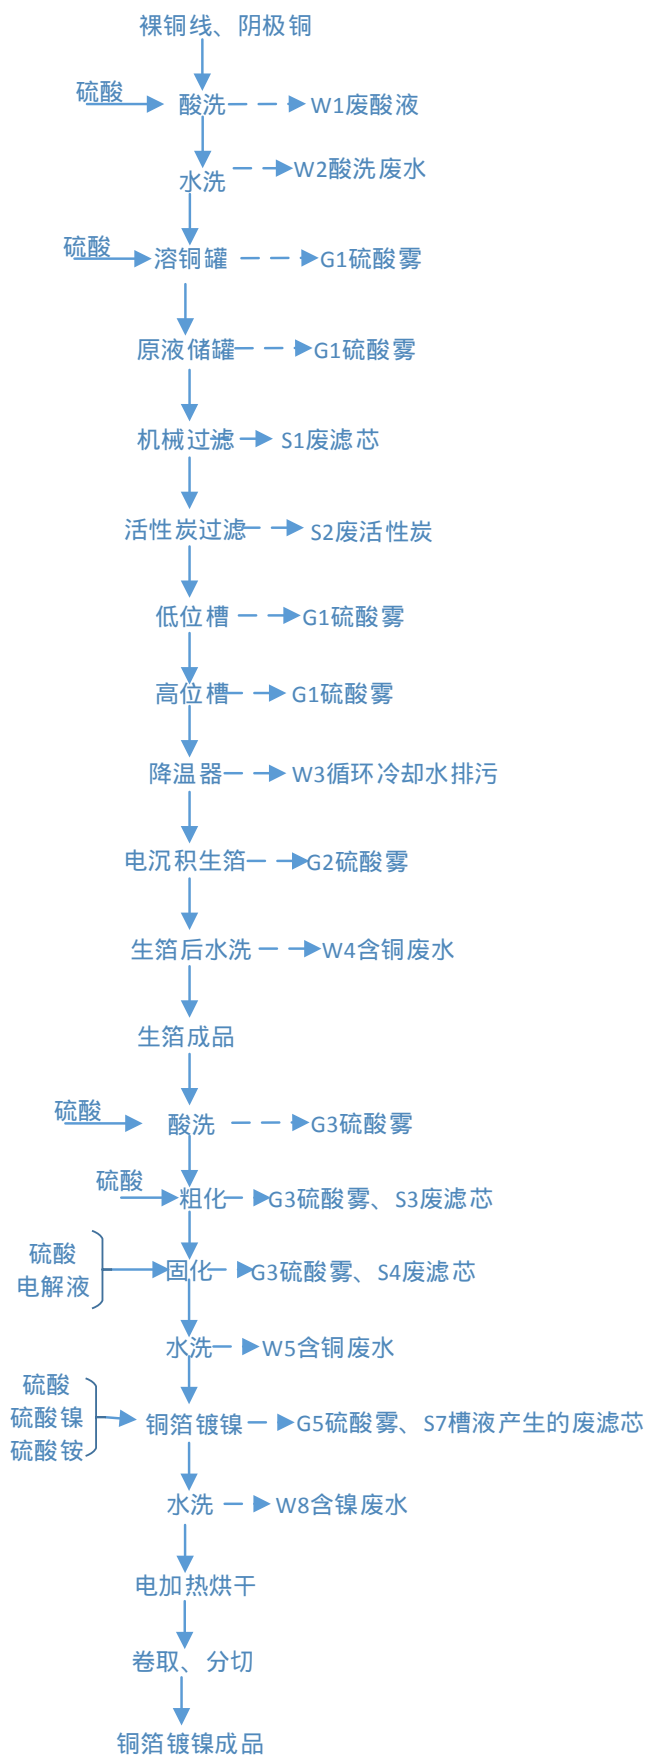 裸铜线、阴极铜
硫酸
酸洗
W1废酸液
水洗
W2酸洗废水
硫酸
溶铜罐
G1硫酸雾
原液储罐
G1硫酸雾
机械过滤
S1废滤芯
活性炭过滤
S2废活性炭
低位槽
G1硫酸雾
高位槽
G1硫酸雾
降温器
W3循环冷却水排污
电沉积生箔
G2硫酸雾
生箔后水洗
W4含铜废水
生箔成品
硫酸
酸洗
G3硫酸雾
硫酸
粗化
G3硫酸雾、S3废滤芯
硫酸
电解液
固化
G3硫酸雾、S4废滤芯
水洗
W5含铜废水
硫酸
硫酸镍
硫酸铵
铜箔镀镍
G5硫酸雾、S7槽液产生的废滤芯
水洗
W8含镍废水
电加热烘干
卷取、分切
铜箔镀镍成品